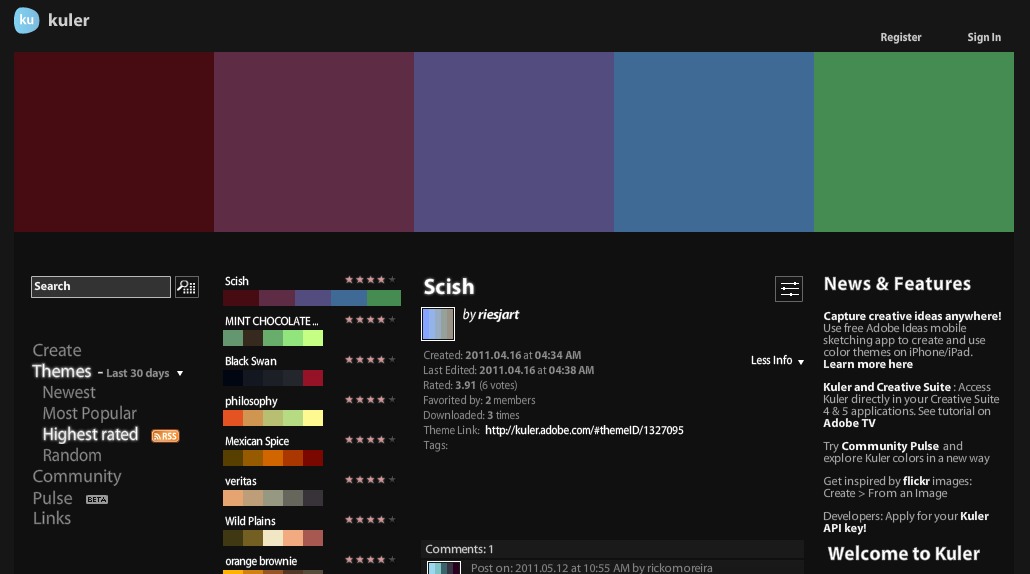 ku kuler
Register Sign In
Search
Create
Themes - Last 30 days
Newest
Most Popular
Highest rated RSS
Random
Community
Pulse BETA
Links
Scish
MINT CHOCOLATE ...
Black Swan
philosophy
Mexican Spice
veritas
Wild Plains
orange brownie
Scish
by riesjart
Created: 2011.04.16 at 04:34 AM
Last Edited: 2011.04.16 at 04:38 AM
Rated: 3.91 (6 votes)
Favorited by: 2 members
Downloaded: 3 times
Theme Link: http://kuler.adobe.com/#themeID/1327095
Tags:
Less Info
Comments: 1
Post on: 2011.05.12 at 10:55 AM by rickomoreira
News & Features
Capture creative ideas anywhere!
Use free Adobe Ideas mobile
sketching app to create and use
color themes on iPhone/iPad.
Learn more here
Kuler and Creative Suite : Access
Kuler directly in your Creative Suite
4 & 5 applications. See tutorial on
Adobe TV
Try Community Pulse and
explore Kuler colors in a new way
Get inspired by flickr images:
Create > From an Image
Developers: Apply for your Kuler
API key!
Welcome to Kuler